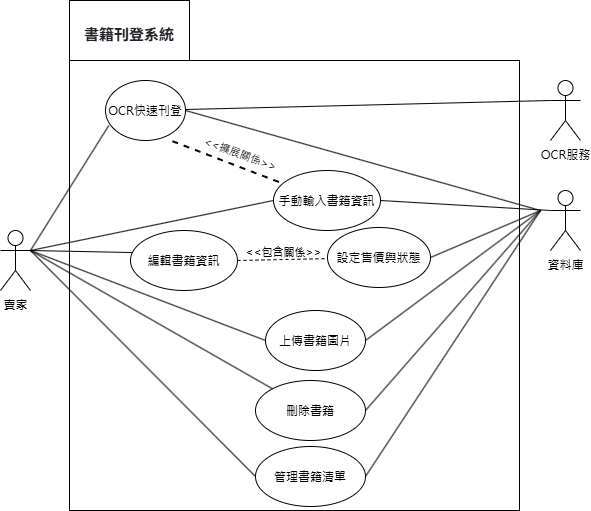 書籍刊登系統
OCR快速刊登
<<擴展關係>>
OCR服務
手動輸入書籍資訊
<<包含關係>>
編輯書籍資訊
設定售價與狀態
資料庫
賣家
上傳書籍圖片
刪除書籍
管理書籍清單